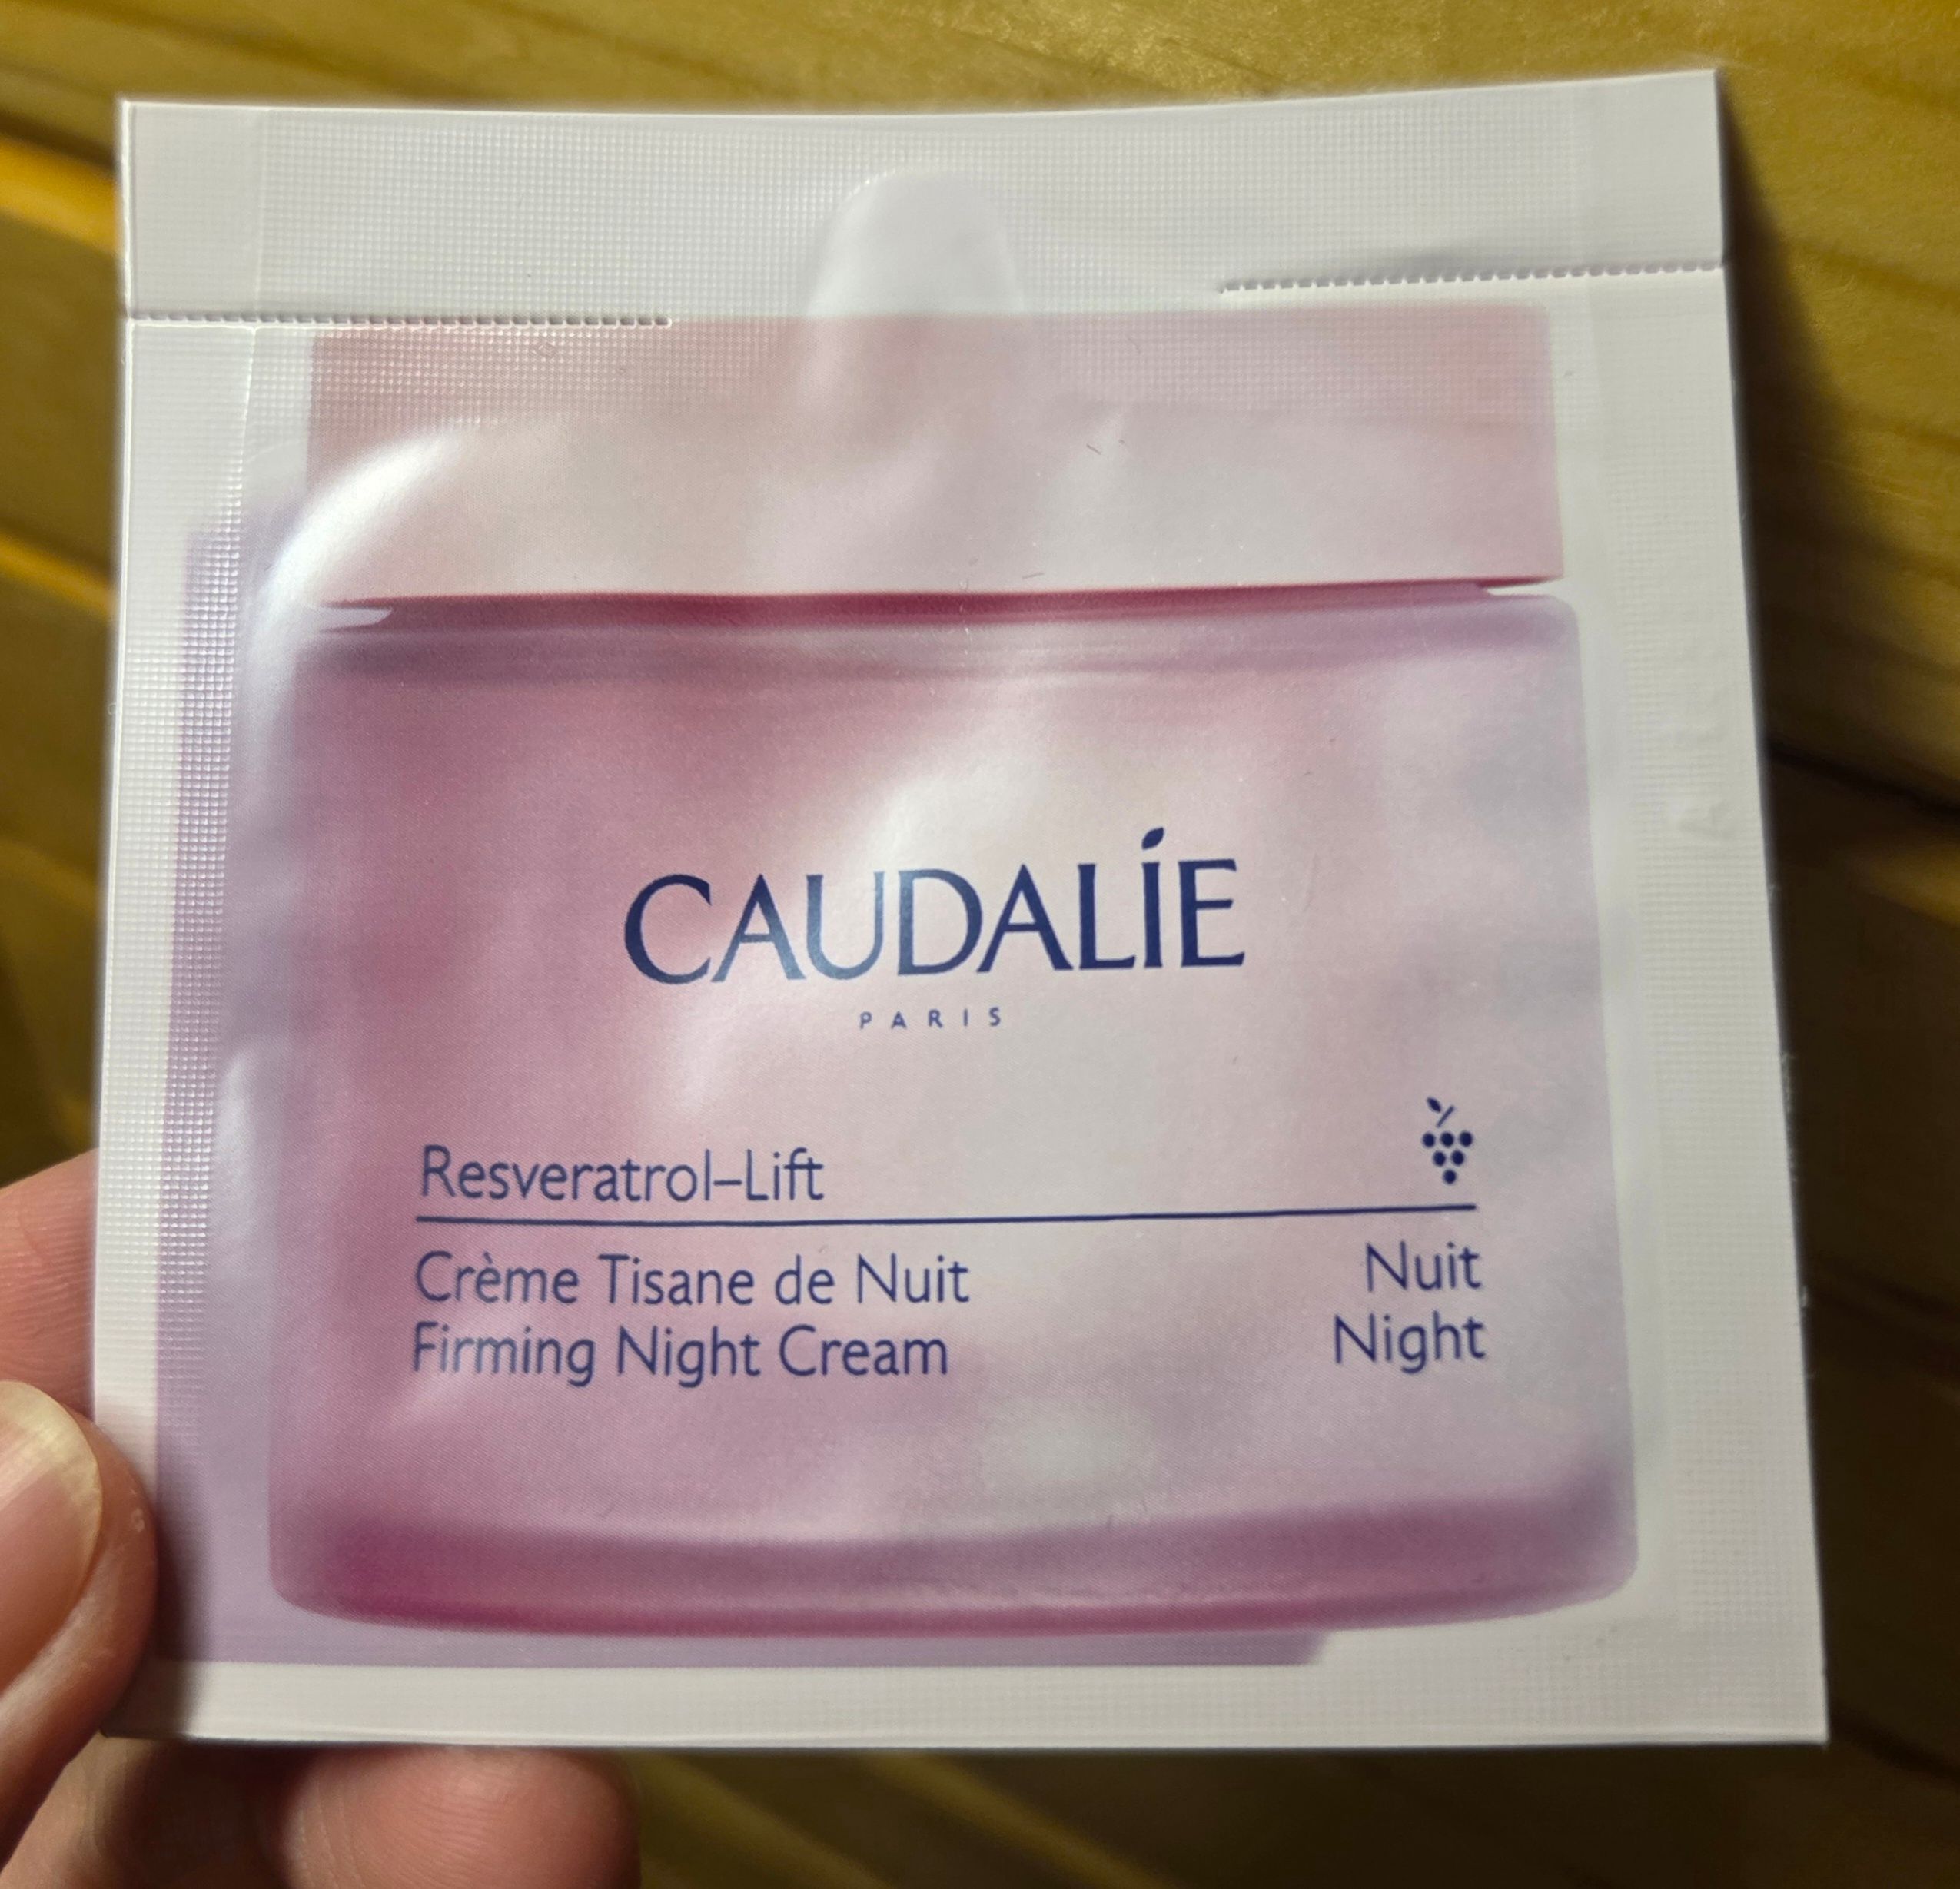 CAUDALÍE
PARIS
Resveratrol–Lift
Crème Tisane de Nuit
Firming Night Cream
Nuit
Night